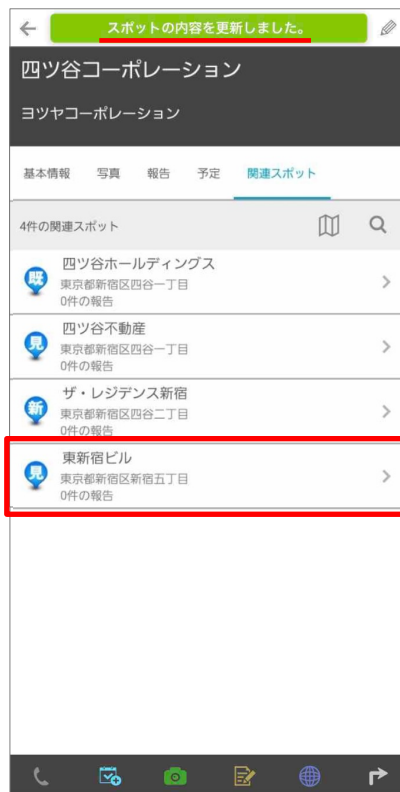 スポットの内容を更新しました。
四ツ谷コーポレーション
ヨツヤコーポレーション
基本情報 写真 報告 予定 関連スポット
4件の関連スポット
既
四ツ谷ホールディングス
東京都新宿区四谷一丁目
0件の報告
見
四ツ谷不動産
東京都新宿区四谷一丁目
0件の報告
新
ザ・レジデンス新宿
東京都新宿区四谷二丁目
0件の報告
見
東新宿ビル
東京都新宿区新宿五丁目
0件の報告